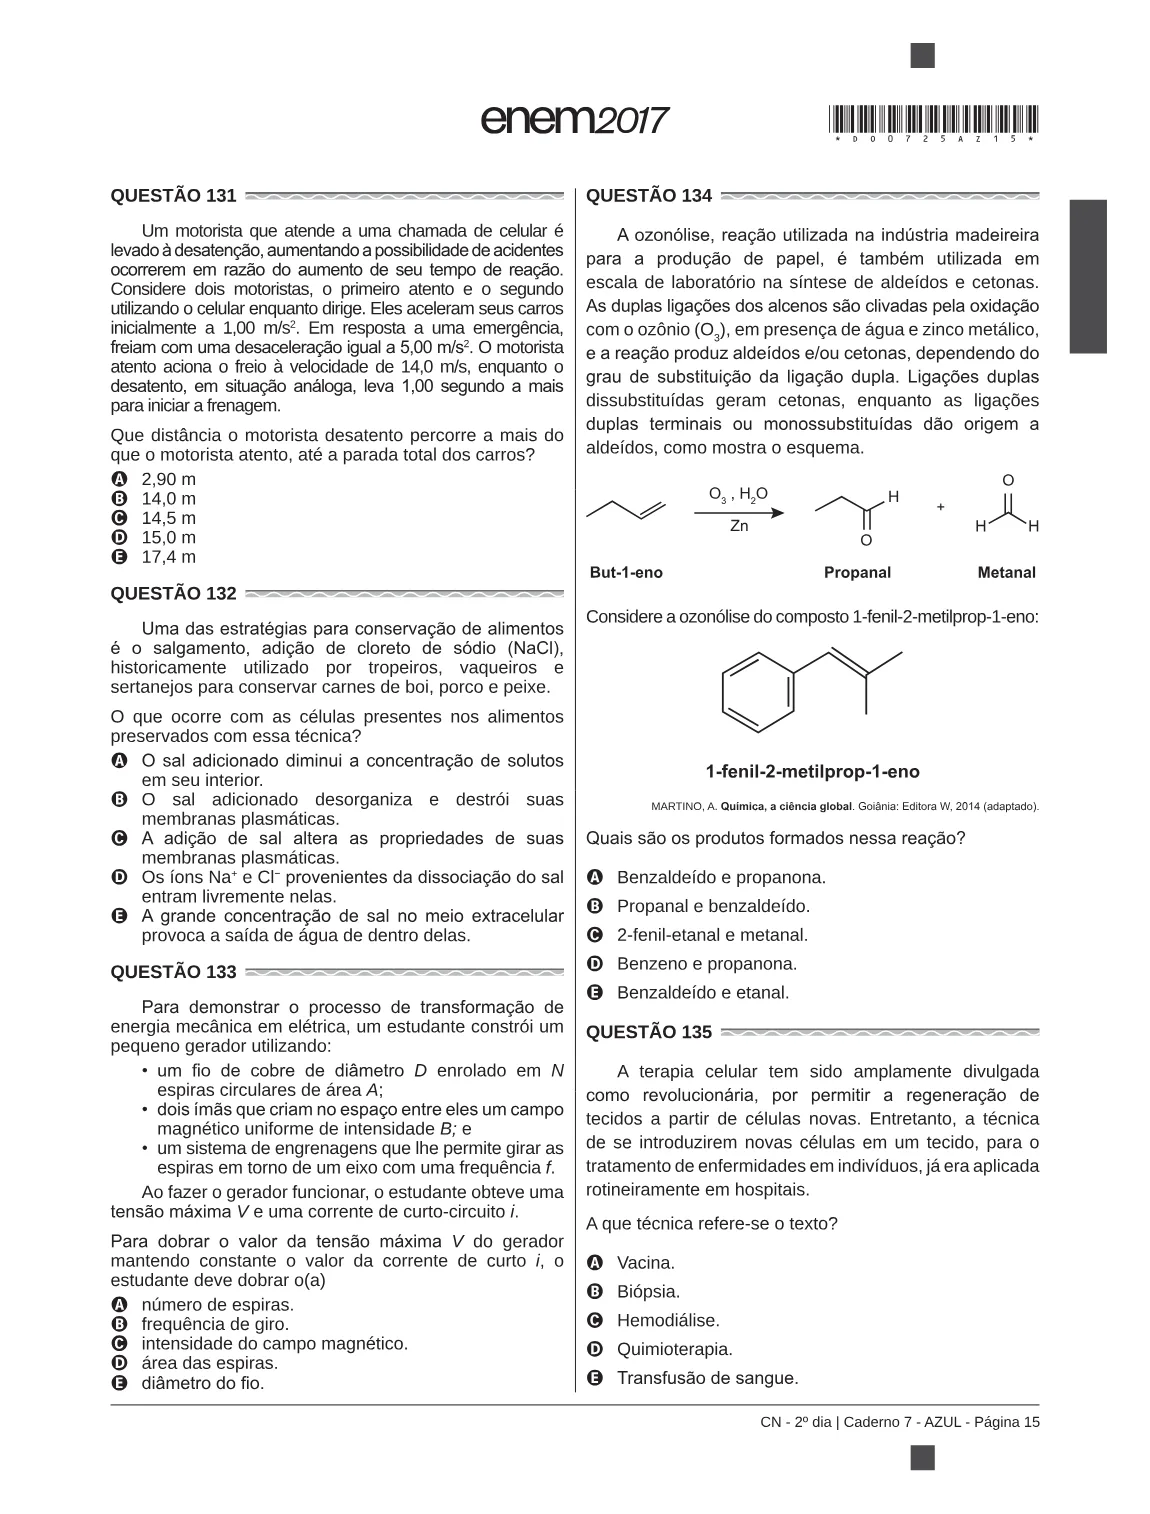 enem2017
*DO0725AZ15*
QUESTÃO 131
Um motorista que atende a uma chamada de celular é
levado à desatenção, aumentando a possibilidade de acidentes
ocorrerem em razão do aumento de seu tempo de reação.
Considere dois motoristas, o primeiro atento e o segundo
utilizando o celular enquanto dirige. Eles aceleram seus carros
inicialmente a 1,00 m/s². Em resposta a uma emergência,
freiam com uma desaceleração igual a 5,00 m/s². O motorista
atento aciona o freio à velocidade de 14,0 m/s, enquanto o
desatento, em situação análoga, leva 1,00 segundo a mais
para iniciar a frenagem.
Que distância o motorista desatento percorre a mais do
que o motorista atento, até a parada total dos carros?
A 2,90 m
B 14,0 m
C 14,5 m
D 15,0 m
E 17,4 m
QUESTÃO 132
Uma das estratégias para conservação de alimentos
é o salgamento, adição de cloreto de sódio (NaCl),
historicamente utilizado por tropeiros, vaqueiros e
sertanejos para conservar carnes de boi, porco e peixe.
O que ocorre com as células presentes nos alimentos
preservados com essa técnica?
A O sal adicionado diminui a concentração de solutos
em seu interior.
B O sal adicionado desorganiza e destrói suas
membranas plasmáticas.
C A adição de sal altera as propriedades de suas
membranas plasmáticas.
D Os íons Na⁺ e Cl⁻ provenientes da dissociação do sal
entram livremente nelas.
E A grande concentração de sal no meio extracelular
provoca a saída de água de dentro delas.
QUESTÃO 133
Para demonstrar o processo de transformação de
energia mecânica em elétrica, um estudante constrói um
pequeno gerador utilizando:
• um fio de cobre de diâmetro D enrolado em N
espiras circulares de área A;
• dois ímãs que criam no espaço entre eles um campo
magnético uniforme de intensidade B; e
• um sistema de engrenagens que lhe permite girar as
espiras em torno de um eixo com uma frequência f.
Ao fazer o gerador funcionar, o estudante obteve uma
tensão máxima V e uma corrente de curto-circuito i.
Para dobrar o valor da tensão máxima V do gerador
mantendo constante o valor da corrente de curto i, o
estudante deve dobrar o(a)
A número de espiras.
B frequência de giro.
C intensidade do campo magnético.
D área das espiras.
E diâmetro do fio.
QUESTÃO 134
A ozonólise, reação utilizada na indústria madeireira
para a produção de papel, é também utilizada em
escala de laboratório na síntese de aldeídos e cetonas.
As duplas ligações dos alcenos são clivadas pela oxidação
com o ozônio (O₃), em presença de água e zinco metálico,
e a reação produz aldeídos e/ou cetonas, dependendo do
grau de substituição da ligação dupla. Ligações duplas
dissubstituídas geram cetonas, enquanto as ligações
duplas terminais ou monossubstituídas dão origem a
aldeídos, como mostra o esquema.
O₃ , H₂O
Zn
H
O
+
O
H H
But-1-eno Propanal Metanal
Considere a ozonólise do composto 1-fenil-2-metilprop-1-eno:
1-fenil-2-metilprop-1-eno
MARTINO, A. Química, a ciência global. Goiânia: Editora W, 2014 (adaptado).
Quais são os produtos formados nessa reação?
A Benzaldeído e propanona.
B Propanal e benzaldeído.
C 2-fenil-etanal e metanal.
D Benzeno e propanona.
E Benzaldeído e etanal.
QUESTÃO 135
A terapia celular tem sido amplamente divulgada
como revolucionária, por permitir a regeneração de
tecidos a partir de células novas. Entretanto, a técnica
de se introduzirem novas células em um tecido, para o
tratamento de enfermidades em indivíduos, já era aplicada
rotineiramente em hospitais.
A que técnica refere-se o texto?
A Vacina.
B Biópsia.
C Hemodiálise.
D Quimioterapia.
E Transfusão de sangue.
CN - 2º dia | Caderno 7 - AZUL - Página 15